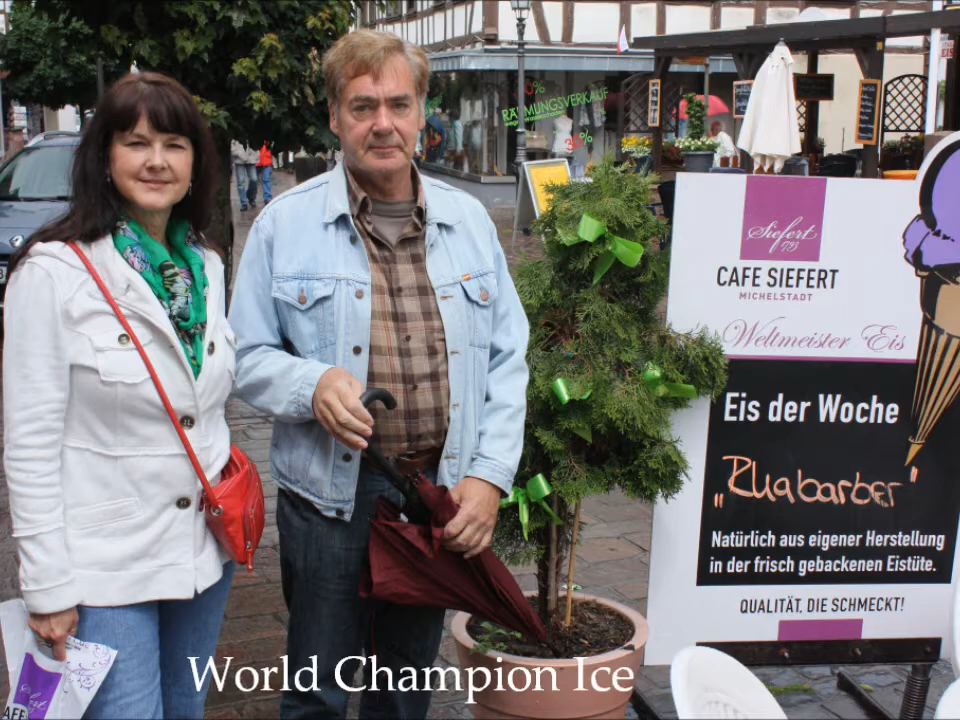 RÄUMUNGSVERKAUF
%
30%
Siefert
1793
CAFE SIEFERT
MICHELSTADT
Weltmeister Eis
Eis der Woche
„Rhabarber"
Natürlich aus eigener Herstellung
in der frisch gebackenen Eistüte.
QUALITÄT, DIE SCHMECKT!
World Champion Ice